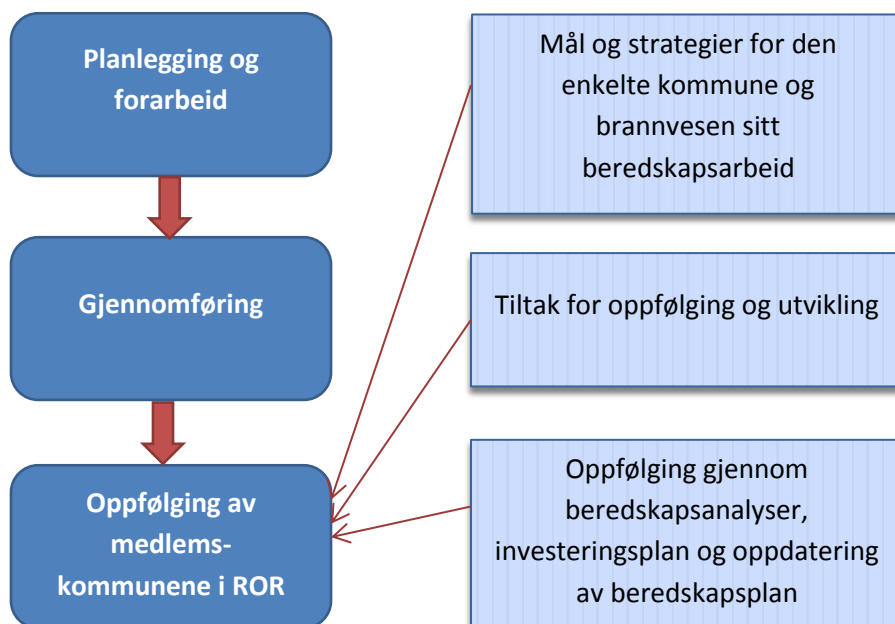 Planlegging og
forarbeid
Gjennomføring
Oppfølging av
medlems-
kommunene i ROR
Mål og strategier for den
enkelte kommune og
brannvesen sitt
beredskapsarbeid
Tiltak for oppfølging og utvikling
Oppfølging gjennom
beredskapsanalyser,
investeringsplan og oppdatering
av beredskapsplan